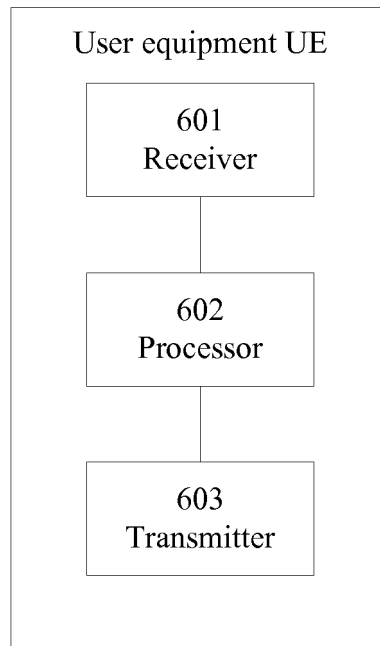 User equipment UE
601
Receiver
602
Processor
603
Transmitter